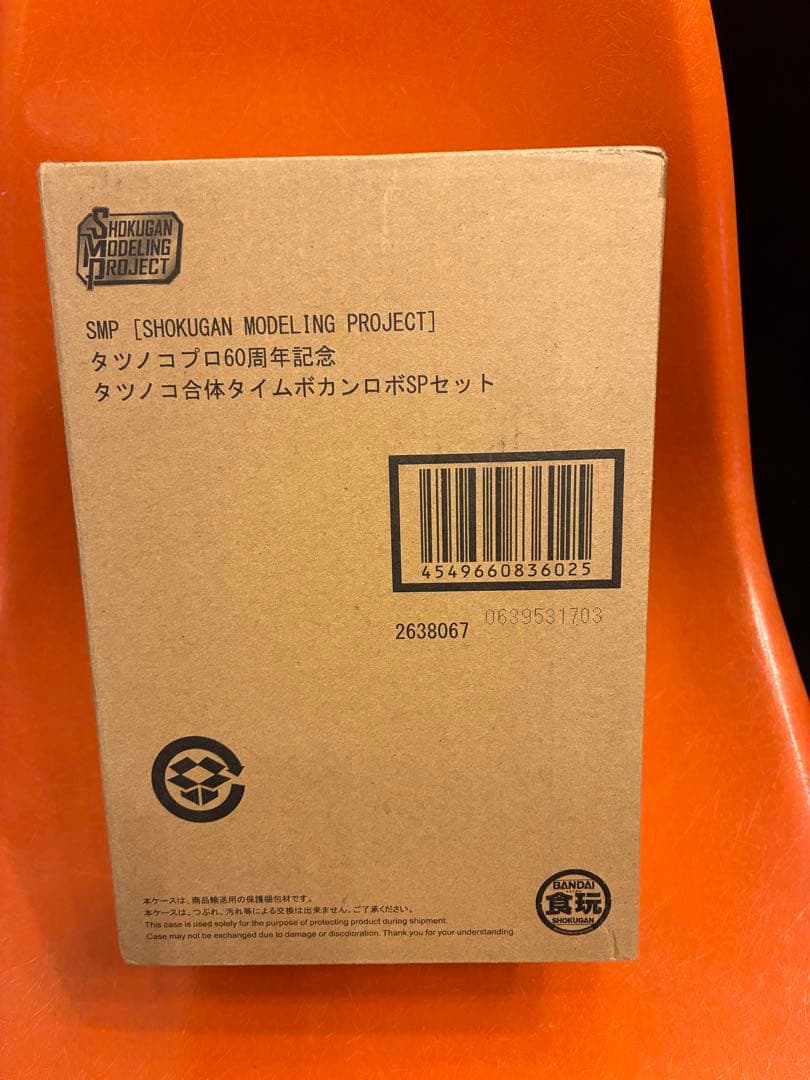 SHOKUGAN
MODELING
PROJECT
SMP [SHOKUGAN MODELING PROJECT]
タツノコプロ60周年記念
タツノコ合体タイムボカンロボSPセット
4549660836025
2638067
0639531703
本ケースは、商品輸送用の保護梱包材です。
本ケースは、つぶれ、汚れ等による交換は出来ません。ご了承ください。
This case is used solely for the purpose of protecting product during shipment.
Case may not be exchanged due to damage or discoloration. Thank you for your understanding.
BANDAI
食玩
SHOKUGAN